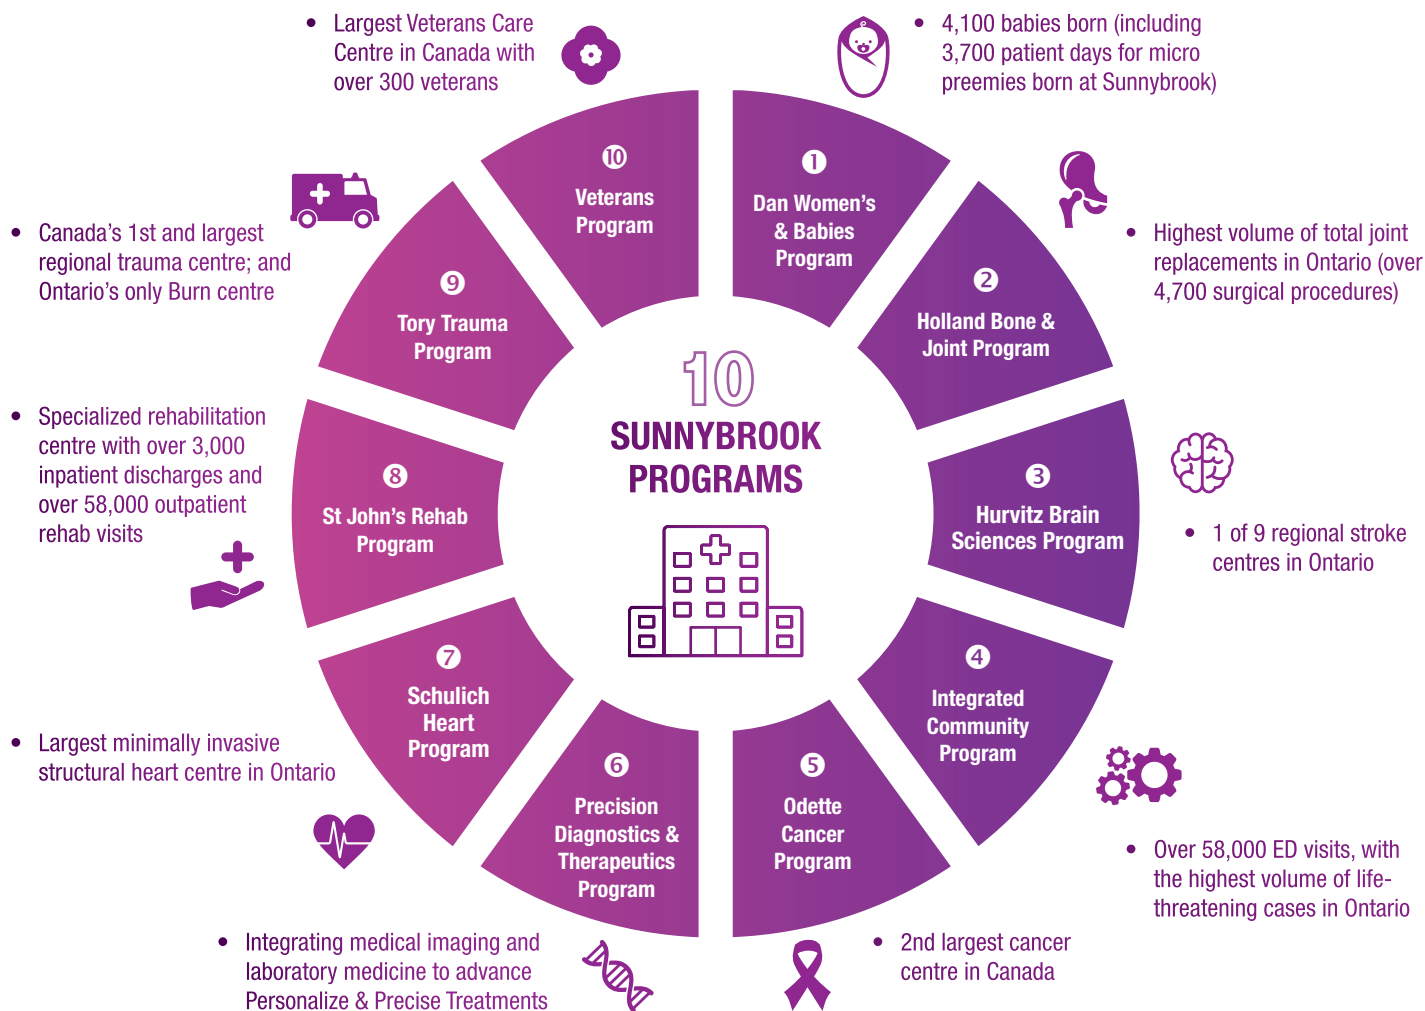 10
SUNNYBROOK
PROGRAMS
1
Dan Women's
& Babies
Program
• 4,100 babies born (including
3,700 patient days for micro
preemies born at Sunnybrook)
2
Holland Bone &
Joint Program
• Highest volume of total joint
replacements in Ontario (over
4,700 surgical procedures)
3
Hurvitz Brain
Sciences Program
• 1 of 9 regional stroke
centres in Ontario
4
Integrated
Community
Program
• Over 58,000 ED visits, with
the highest volume of life-
threatening cases in Ontario
5
Odette
Cancer
Program
• 2nd largest cancer
centre in Canada
6
Precision
Diagnostics &
Therapeutics
Program
• Integrating medical imaging and
laboratory medicine to advance
Personalize & Precise Treatments
7
Schulich
Heart
Program
• Largest minimally invasive
structural heart centre in Ontario
8
St John's Rehab
Program
• Specialized rehabilitation
centre with over 3,000
inpatient discharges and
over 58,000 outpatient
rehab visits
9
Tory Trauma
Program
• Canada's 1st and largest
regional trauma centre; and
Ontario's only Burn centre
10
Veterans
Program
• Largest Veterans Care
Centre in Canada with
over 300 veterans